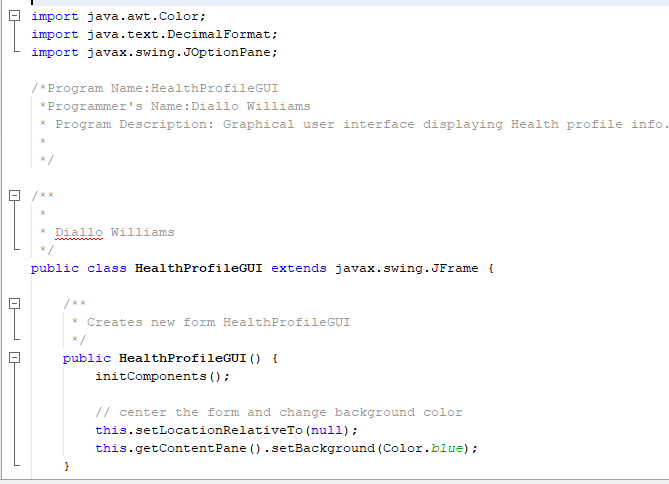 import java.awt.Color;
import java.text.DecimalFormat;
import javax.swing.JOptionPane;
/*Program Name:HealthProfileGUI
*Programmer's Name:Diallo Williams
* Program Description: Graphical user interface displaying Health profile info.
*
*/
/**
*
* Diallo Williams
*/
public class HealthProfileGUI extends javax.swing.JFrame {
/**
* Creates new form HealthProfileGUI
*/
public HealthProfileGUI() {
initComponents();
// center the form and change background color
this.setLocationRelativeTo(null);
this.getContentPane().setBackground(Color.blue);
}